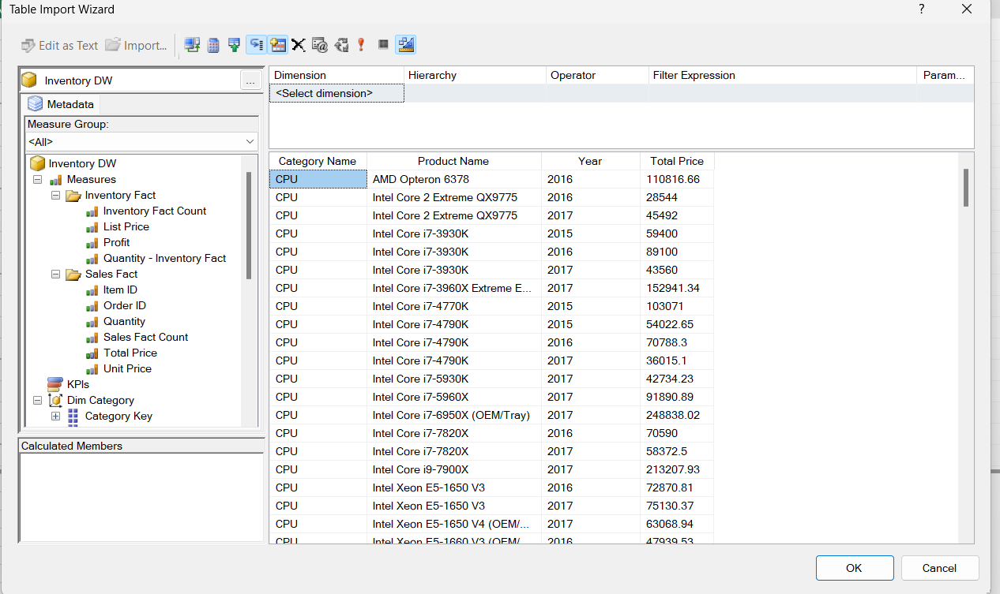 Table Import Wizard
?
Edit as Text Import...
Inventory DW ...
Metadata
Measure Group:
<All>
Inventory DW
Measures
Inventory Fact
Inventory Fact Count
List Price
Profit
Quantity - Inventory Fact
Sales Fact
Item ID
Order ID
Quantity
Sales Fact Count
Total Price
Unit Price
KPIs
Dim Category
Category Key
Calculated Members
Dimension Hierarchy Operator Filter Expression Param...
<Select dimension>
Category Name Product Name Year Total Price
CPU AMD Opteron 6378 2016 110816.66
CPU Intel Core 2 Extreme QX9775 2016 28544
CPU Intel Core 2 Extreme QX9775 2017 45492
CPU Intel Core i7-3930K 2015 59400
CPU Intel Core i7-3930K 2016 89100
CPU Intel Core i7-3930K 2017 43560
CPU Intel Core i7-3960X Extreme E... 2017 152941.34
CPU Intel Core i7-4770K 2015 103071
CPU Intel Core i7-4790K 2015 54022.65
CPU Intel Core i7-4790K 2016 70788.3
CPU Intel Core i7-4790K 2017 36015.1
CPU Intel Core i7-5930K 2017 42734.23
CPU Intel Core i7-5960X 2017 91890.89
CPU Intel Core i7-6950X (OEM/Tray) 2017 248838.02
CPU Intel Core i7-7820X 2016 70590
CPU Intel Core i7-7820X 2017 58372.5
CPU Intel Core i9-7900X 2017 213207.93
CPU Intel Xeon E5-1650 V3 2016 72870.81
CPU Intel Xeon E5-1650 V3 2017 75130.37
CPU Intel Xeon E5-1650 V4 (OEM/... 2017 63068.94
CPU Intel Xeon E5-1660 V3 (OEM/ 2016 47939.53
OK Cancel